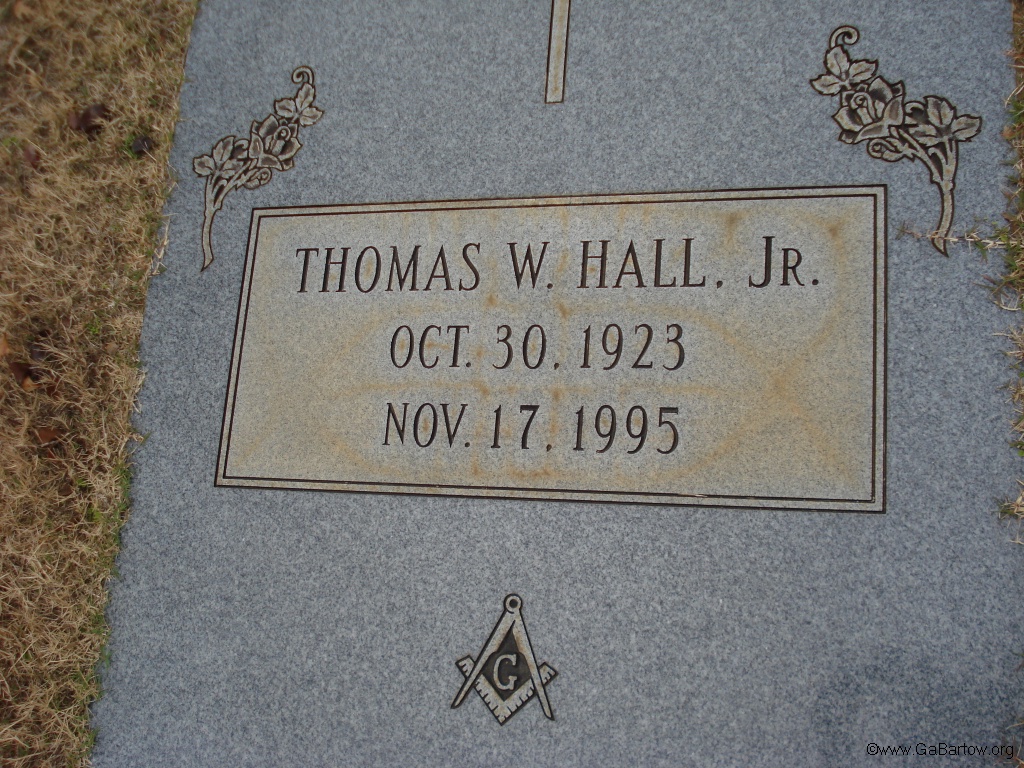 THOMAS W. HALL, JR.
OCT. 30, 1923
NOV. 17, 1995
G
©www.GaBartow.org